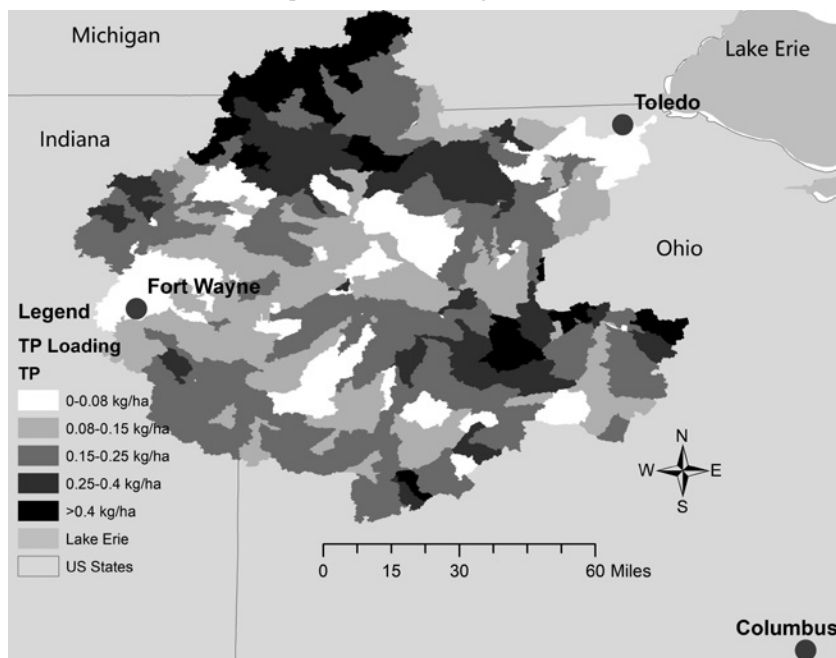 Michigan
Lake Erie
Toledo
Indiana
Ohio
Fort Wayne
Legend
TP Loading
TP
0-0.08 kg/ha
0.08-0.15 kg/ha
0.15-0.25 kg/ha
0.25-0.4 kg/ha
>0.4 kg/ha
Lake Erie
US States
N
W E
S
0 15 30 60 Miles
Columbus